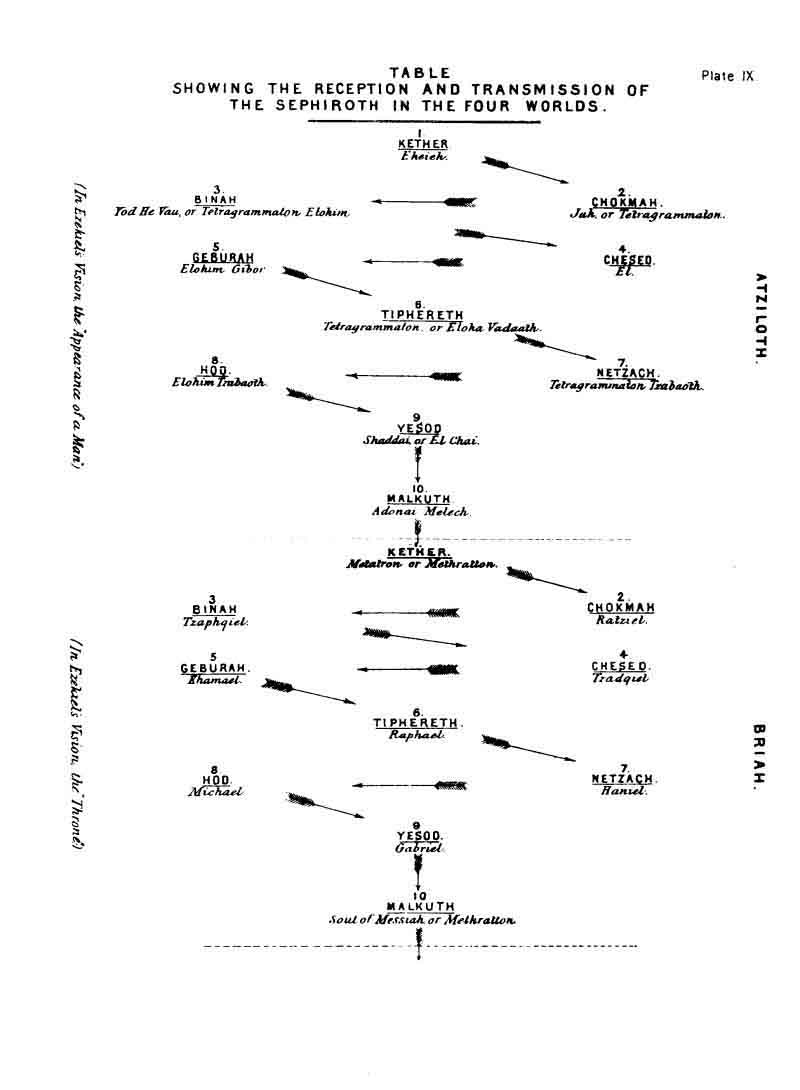 TABLE
SHOWING THE RECEPTION AND TRANSMISSION OF
THE SEPHIROTH IN THE FOUR WORLDS.
Plate IX
1
KETHER
Eheieh.
3.
BINAH
Yod He Vau, or Tetragrammaton Elohim
2.
CHOKMAH.
Jah, or Tetragrammaton.
5.
GEBURAH
Elohim Gibor
4.
CHESED.
El.
6.
TIPHERETH
Tetragrammaton. or Eloha Vadaath.
8.
HOD.
Elohim Tzabaoth.
7.
NETZACH.
Tetragrammaton Tzabaoth.
9
YESOD
Shaddai, or El Chai.
10.
MALKUTH
Adonai Melech.
(In Ezekiel's Vision, the "Appearance of a Man")
ATZILOTH.
KETHER.
Metatron or Methratton.
3
BINAH
Tzaphqiel.
2.
CHOKMAH
Ratziel.
5
GEBURAH.
Khamael.
4
CHESED.
Tzadqiel
6.
TIPHERETH.
Raphael.
8
HOD.
Michael
7.
NETZACH.
Haniel.
9
YESOD.
Gabriel.
10
MALKUTH
Soul of Messiah. or Methratton.
(In Ezekiel's Vision, the "Throne")
BRIAH.